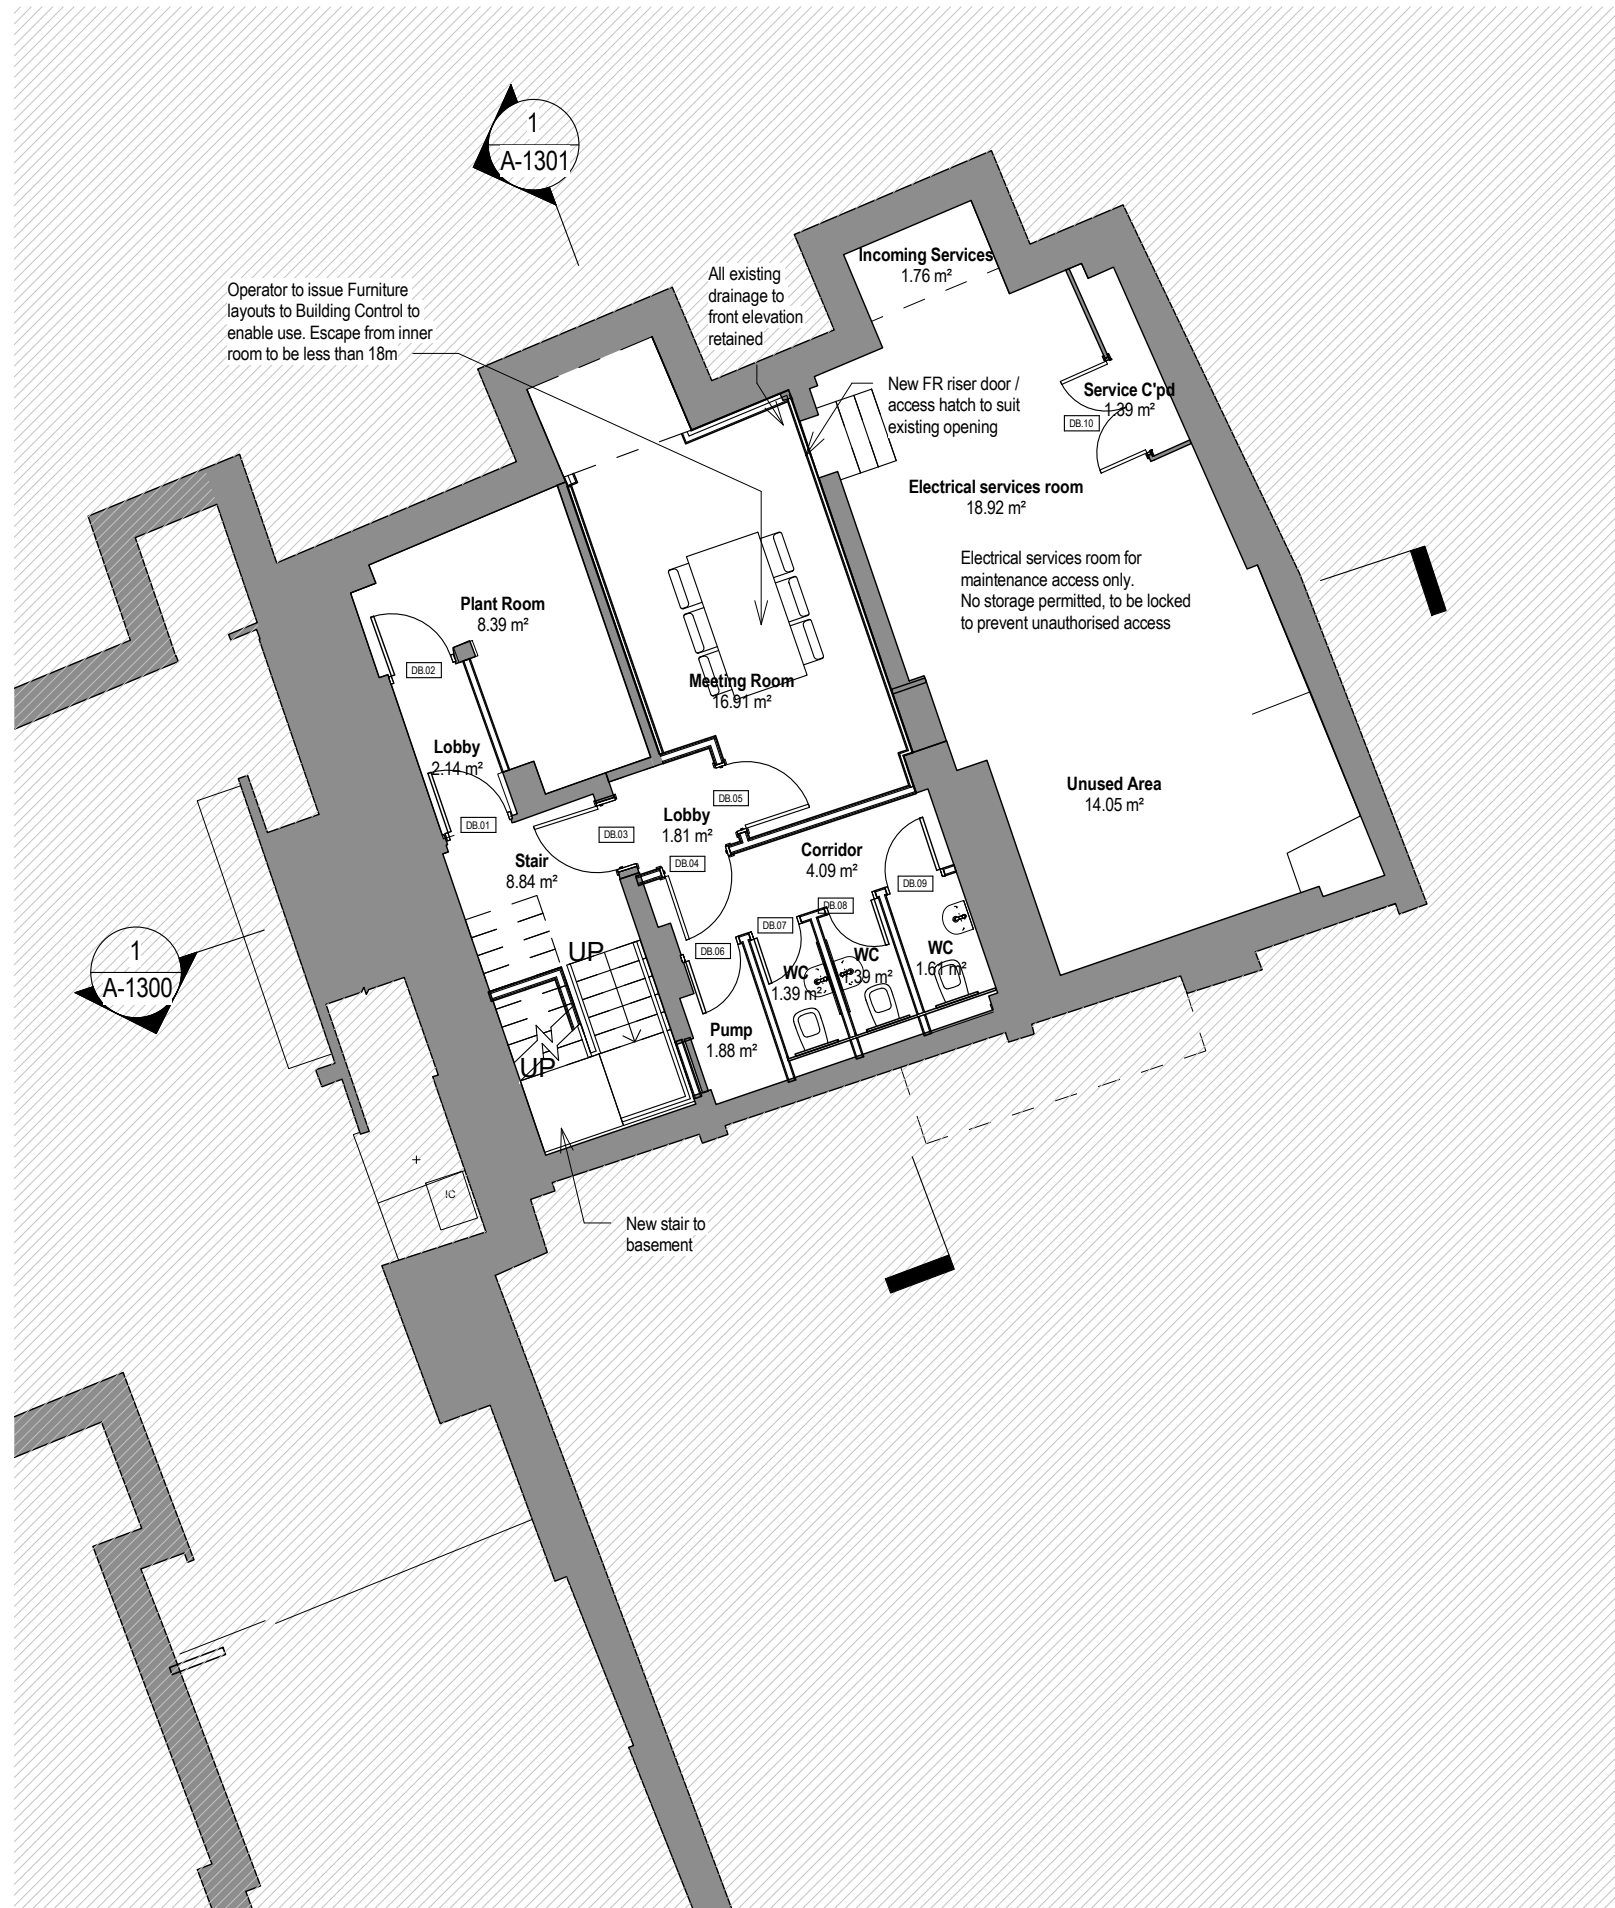 1
A-1301
Incoming Services
1.76 m²
All existing
drainage to
front elevation
retained
Operator to issue Furniture
layouts to Building Control to
enable use. Escape from inner
room to be less than 18m
New FR riser door /
access hatch to suit
existing opening
Service C'pd
1.39 m²
DB.10
Electrical services room
18.92 m²
Electrical services room for
maintenance access only.
No storage permitted, to be locked
to prevent unauthorised access
Plant Room
8.39 m²
DB.02
Meeting Room
16.91 m²
Lobby
2.14 m²
DB.01
DB.05
Lobby
1.81 m²
DB.03
DB.04
Unused Area
14.05 m²
Stair
8.84 m²
Corridor
4.09 m²
DB.09
DB.08
DB.07
DB.06
UP
WC
1.39 m²
WC
1.39 m²
WC
1.61 m²
1
A-1300
Pump
1.88 m²
UP
IC
New stair to
basement